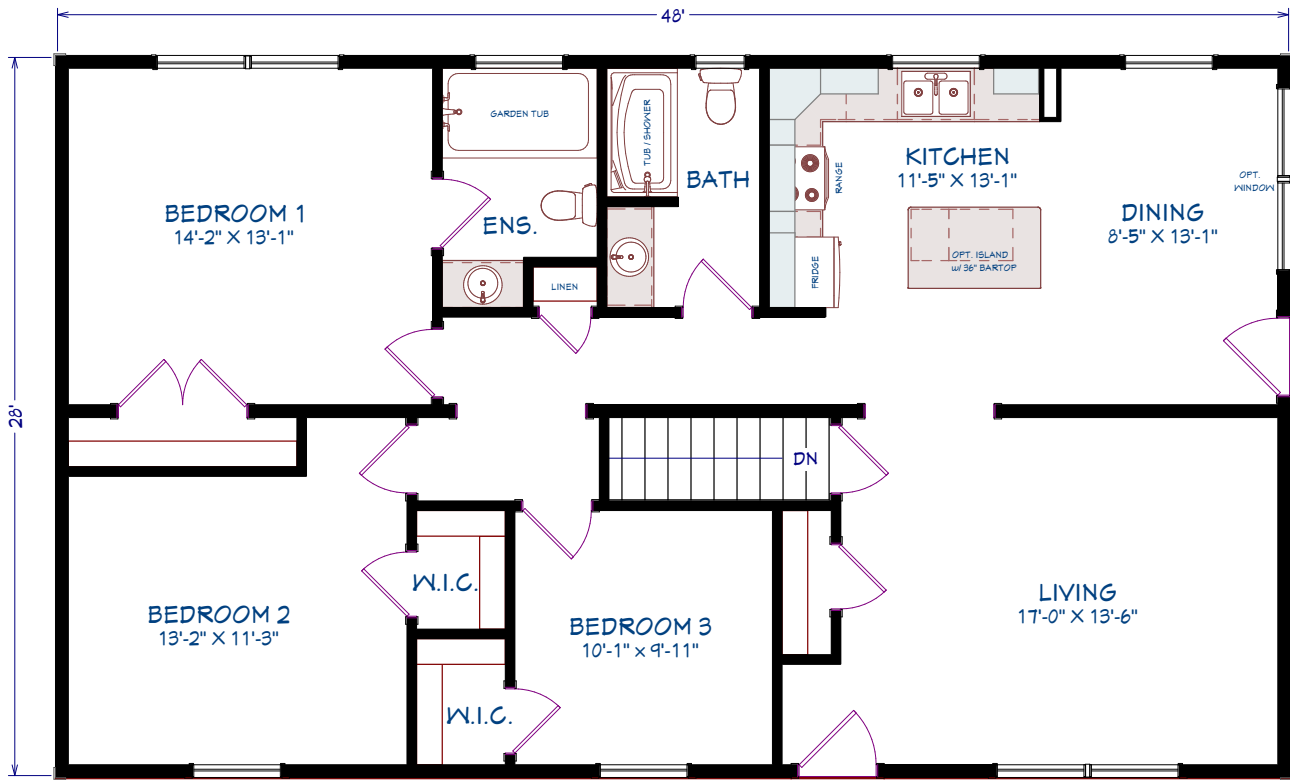 48'
28'
BEDROOM 1
14'-2" X 13'-1"
GARDEN TUB
ENS.
LINEN
TUB / SHOWER
BATH
KITCHEN
11'-5" X 13'-1"
RANGE
FRIDGE
OPT. ISLAND
w/ 36" BARTOP
DINING
8'-5" X 13'-1"
OPT.
WINDOW
DN
BEDROOM 2
13'-2" X 11'-3"
W.I.C.
W.I.C.
BEDROOM 3
10'-1" x 9'-11"
LIVING
17'-0" X 13'-6"